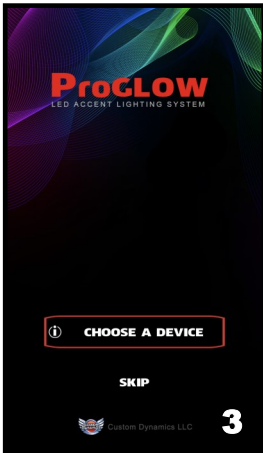 PROGLOW
LED ACCENT LIGHTING SYSTEM
CHOOSE A DEVICE
SKIP
Custom Dynamics LLC
3